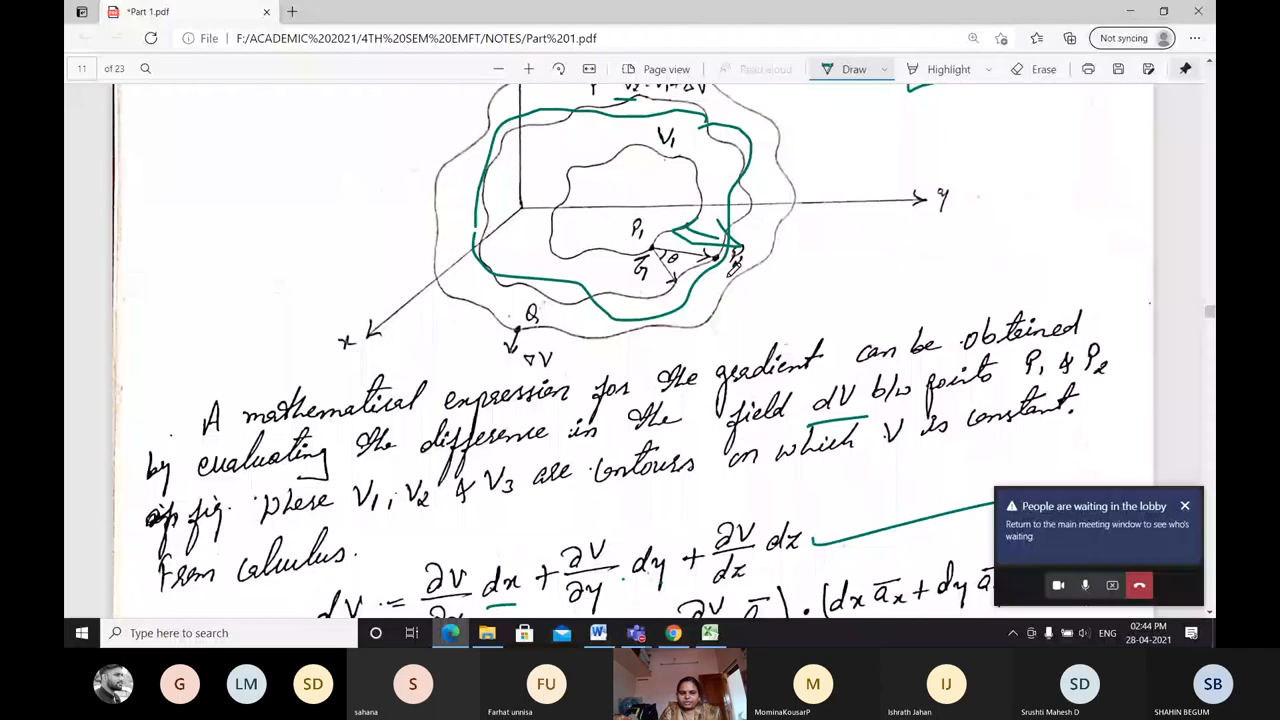 *Part 1.pdf
File F:/ACADEMIC%202021/4TH%20SEM%20EMFT/NOTES/Part%201.pdf
Not syncing
11 of 23
Page view
Read aloud
Draw
Highlight
Erase
V1
y
P1
θ
Q
x
∇V
A mathematical expression for the gradient can be obtained
by evaluating the difference in the field dV b/w points P1 & P2
of fig. where V1, V2 & V3 are contours on which V is constant.
From calculus.
dV = ∂V dx + ∂V/∂y dy + ∂V/dz dz
• (dx a̅x + dy a̅
People are waiting in the lobby
Return to the main meeting window to see who's
waiting.
Type here to search
ENG
02:44 PM
28-04-2021
G
LM
SD
S
FU
M
IJ
SD
SB
sahana
Farhat unnisa
MominaKousarP
Ishrath Jahan
Srushti Mahesh D
SHAHIN BEGUM